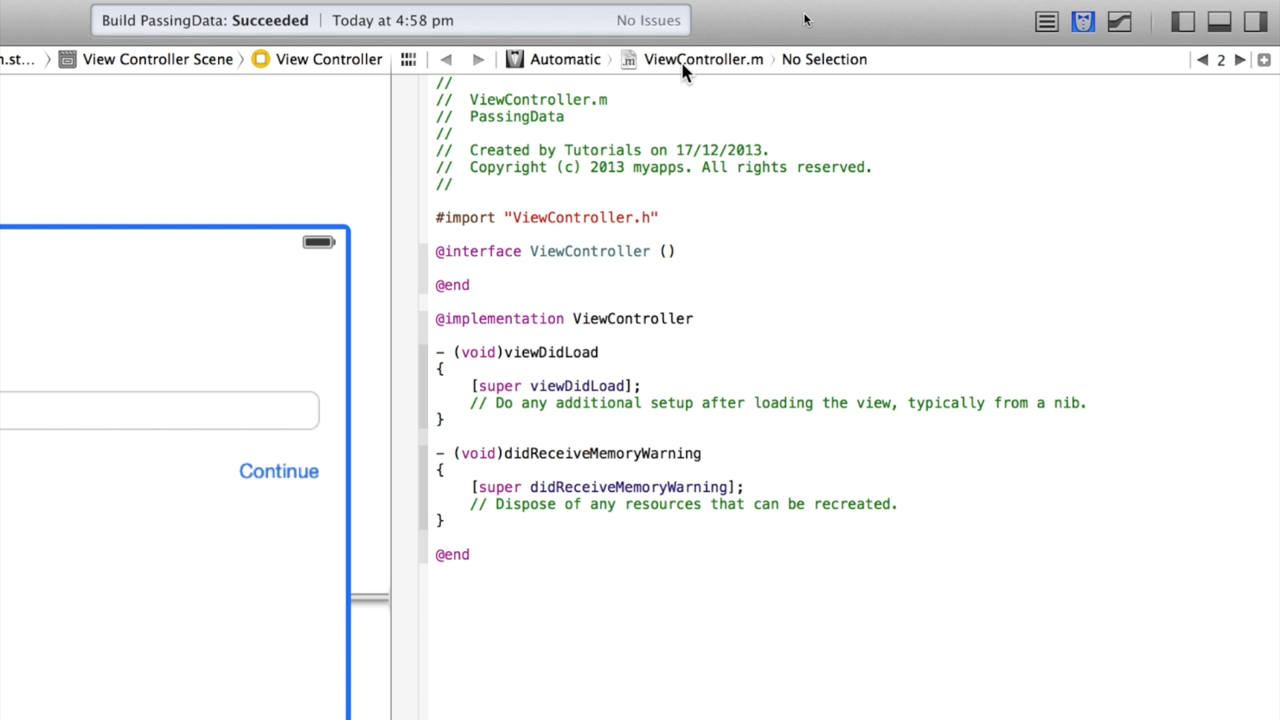 Build PassingData: Succeeded | Today at 4:58 pm No Issues
n.st... View Controller Scene View Controller Automatic ViewController.m No Selection 2
//
// ViewController.m
// PassingData
//
// Created by Tutorials on 17/12/2013.
// Copyright (c) 2013 myapps. All rights reserved.
//
#import "ViewController.h"
@interface ViewController ()
@end
@implementation ViewController
- (void)viewDidLoad
{
[super viewDidLoad];
// Do any additional setup after loading the view, typically from a nib.
}
- (void)didReceiveMemoryWarning
{
[super didReceiveMemoryWarning];
// Dispose of any resources that can be recreated.
}
@end
Continue